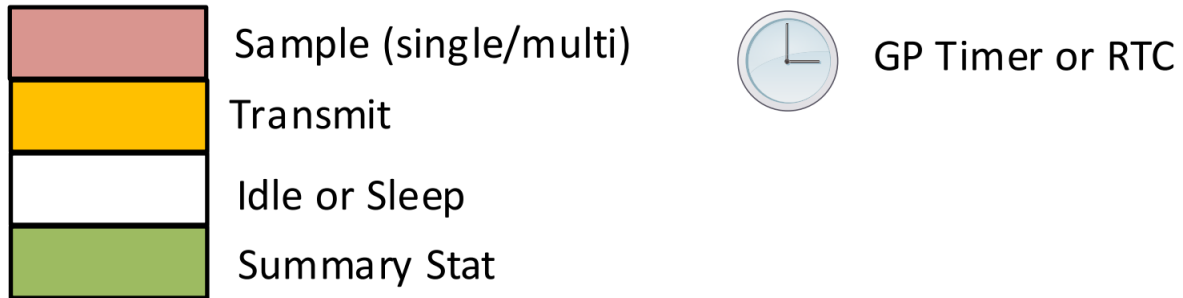 Sample (single/multi)
GP Timer or RTC
Transmit
Idle or Sleep
Summary Stat